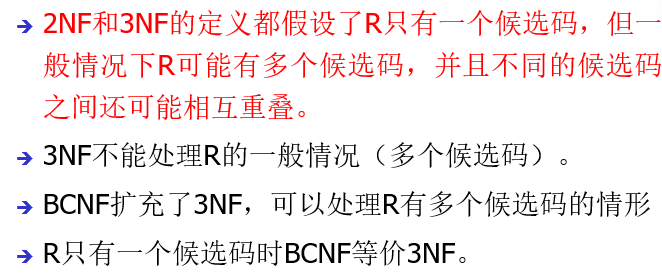 → 2NF和3NF的定义都假设了R只有一个候选码，但一
般情况下R可能有多个候选码，并且不同的候选码
之间还可能相互重叠。
→ 3NF不能处理R的一般情况（多个候选码）。
→ BCNF扩充了3NF，可以处理R有多个候选码的情形
→ R只有一个候选码时BCNF等价3NF。